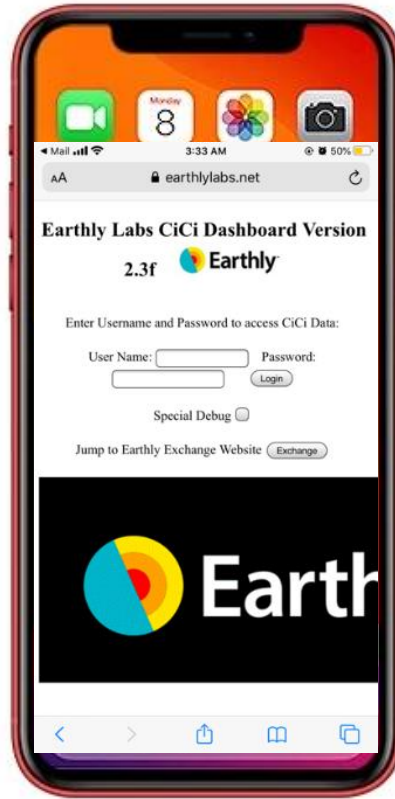 Monday
8
Mail 3:33 AM 50%
AA earthlylabs.net
Earthly Labs CiCi Dashboard Version
2.3f Earthly
Enter Username and Password to access CiCi Data:
User Name: Password:
Login
Special Debug
Jump to Earthly Exchange Website Exchange
Earth